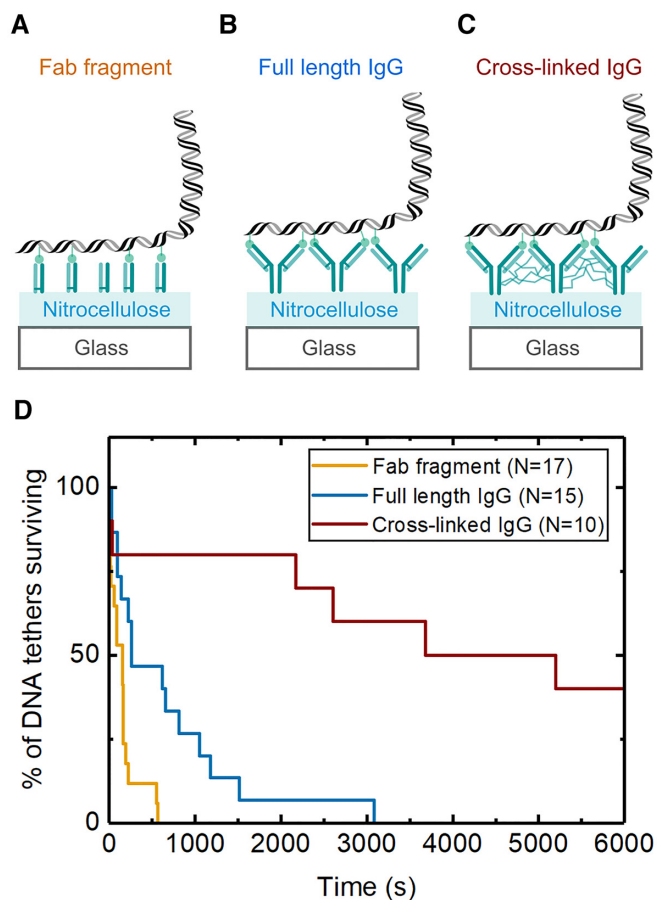 A
B
C
Fab fragment
Full length IgG
Cross-linked IgG
Nitrocellulose
Nitrocellulose
Nitrocellulose
Glass
Glass
Glass
D
% of DNA tethers surviving
100
50
0
Fab fragment (N=17)
Full length IgG (N=15)
Cross-linked IgG (N=10)
0
1000
2000
3000
4000
5000
6000
Time (s)